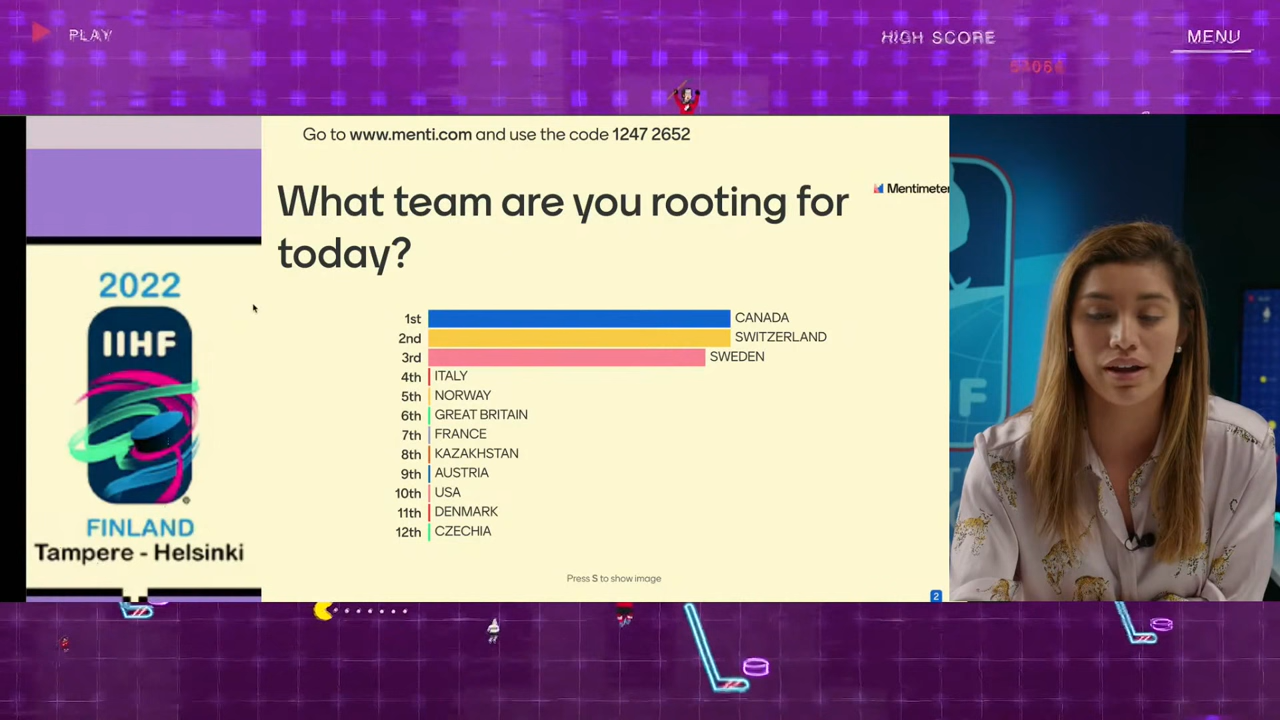 PLAY
HIGH SCORE
MENU
Go to www.menti.com and use the code 1247 2652
Mentimeter
What team are you rooting for
today?
1st CANADA
2nd SWITZERLAND
3rd SWEDEN
4th ITALY
5th NORWAY
6th GREAT BRITAIN
7th FRANCE
8th KAZAKHSTAN
9th AUSTRIA
10th USA
11th DENMARK
12th CZECHIA
Press S to show image
2
2022
IIHF
FINLAND
Tampere - Helsinki